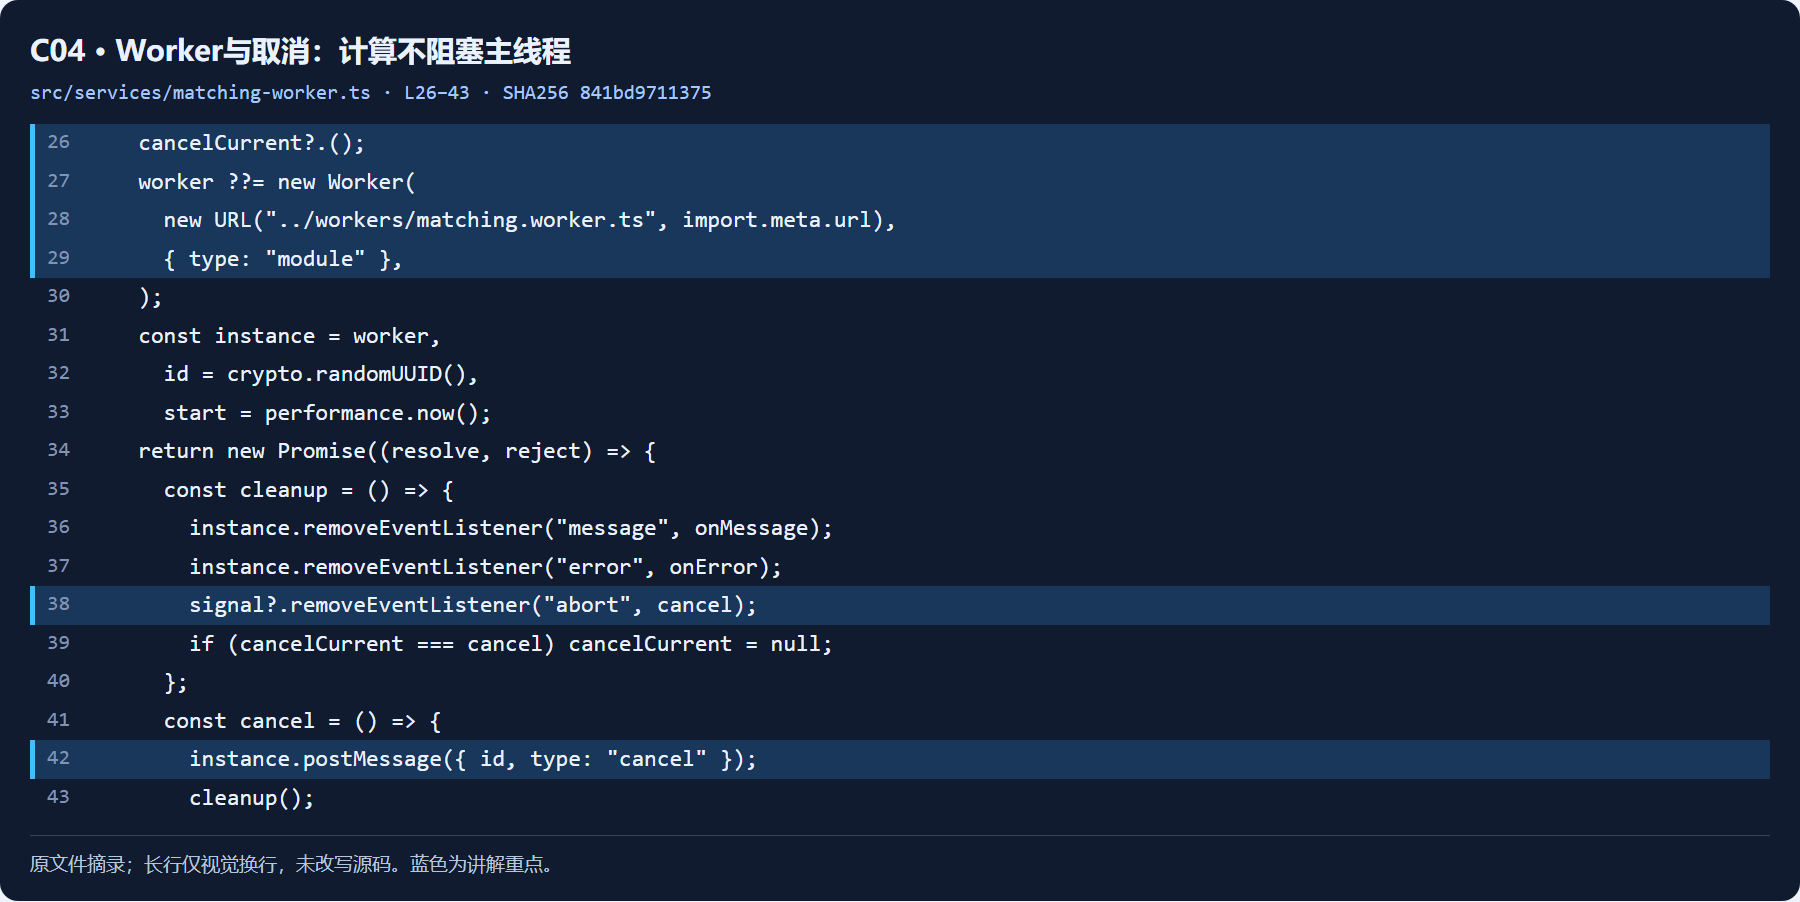 C04 • Worker与取消：计算不阻塞主线程
src/services/matching-worker.ts · L26–43 · SHA256 841bd9711375
26 cancelCurrent?.();
27 worker ??= new Worker(
28 new URL("../workers/matching.worker.ts", import.meta.url),
29 { type: "module" },
30 );
31 const instance = worker,
32 id = crypto.randomUUID(),
33 start = performance.now();
34 return new Promise((resolve, reject) => {
35 const cleanup = () => {
36 instance.removeEventListener("message", onMessage);
37 instance.removeEventListener("error", onError);
38 signal?.removeEventListener("abort", cancel);
39 if (cancelCurrent === cancel) cancelCurrent = null;
40 };
41 const cancel = () => {
42 instance.postMessage({ id, type: "cancel" });
43 cleanup();
原文件摘录；长行仅视觉换行，未改写源码。蓝色为讲解重点。